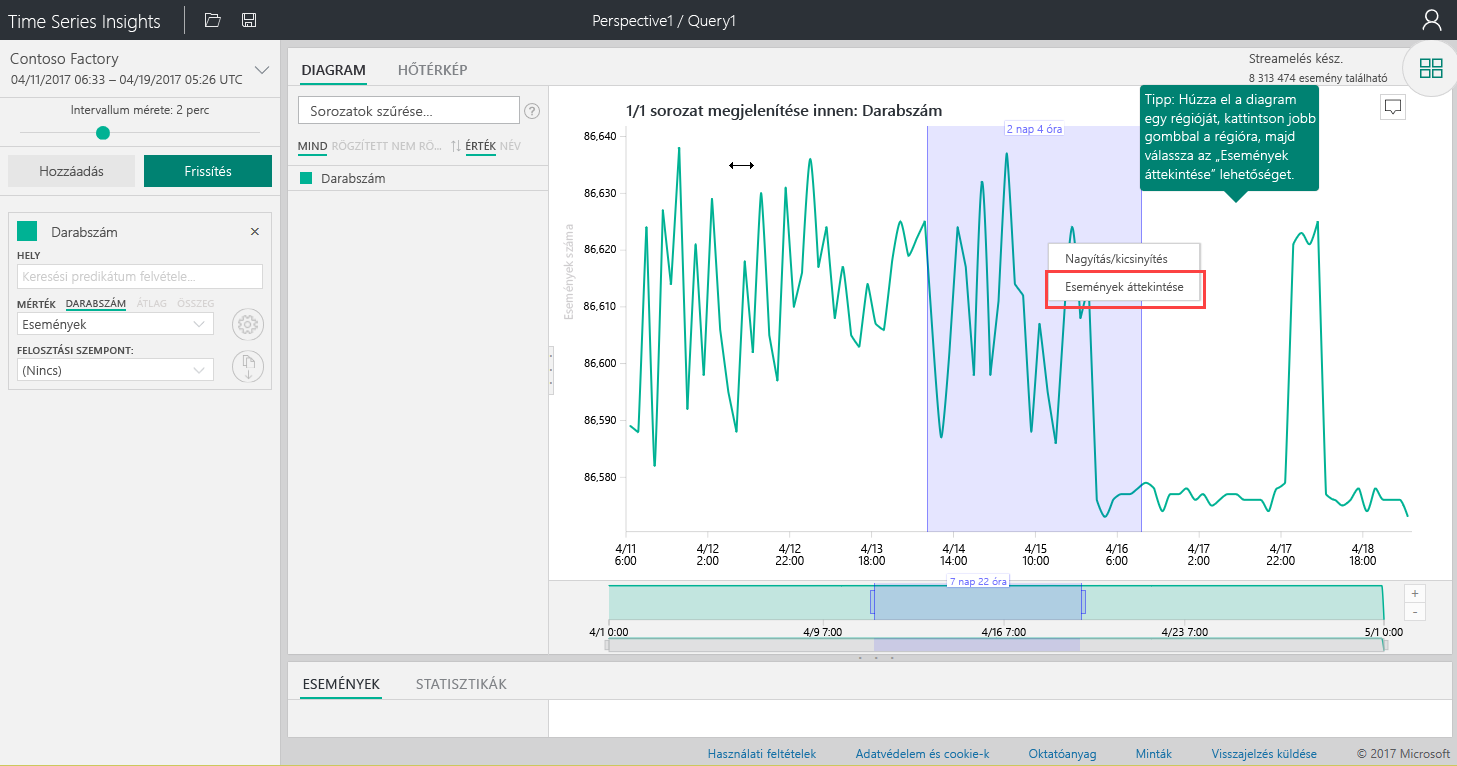 Time Series Insights
Perspective1 / Query1
Contoso Factory
04/11/2017 06:33 – 04/19/2017 05:26 UTC
Intervallum mérete: 2 perc
Hozzáadás
Frissítés
Darabszám
×
HELY
Keresési predikátum felvétele...
MÉRTÉK DARABSZÁM ÁTLAG ÖSSZEG
Események
FELOSZTÁSI SZEMPONT:
(Nincs)
DIAGRAM
HŐTÉRKÉP
Streamelés kész.
8 313 474 esemény található
Sorozatok szűrése...
?
MIND RÖGZÍTETT NEM RÖ... ÉRTÉK NÉV
Darabszám
1/1 sorozat megjelenítése innen: Darabszám
Tipp: Húzza el a diagram
egy régióját, kattintson jobb
gombbal a régióra, majd
válassza az „Események
áttekintése” lehetőséget.
2 nap 4 óra
Események száma
86,640
86,630
86,620
86,610
86,600
86,590
86,580
Nagyítás/kicsinyítés
Események áttekintése
4/11 4/12 4/12 4/13 4/14 4/15 4/16 4/17 4/17 4/18
6:00 2:00 22:00 18:00 14:00 10:00 6:00 2:00 22:00 18:00
7 nap 22 óra
+
-
4/1 0:00 4/9 7:00 4/16 7:00 4/23 7:00 5/1 0:00
ESEMÉNYEK
STATISZTIKÁK
Használati feltételek
Adatvédelem és cookie-k
Oktatóanyag
Minták
Visszajelzés küldése
© 2017 Microsoft